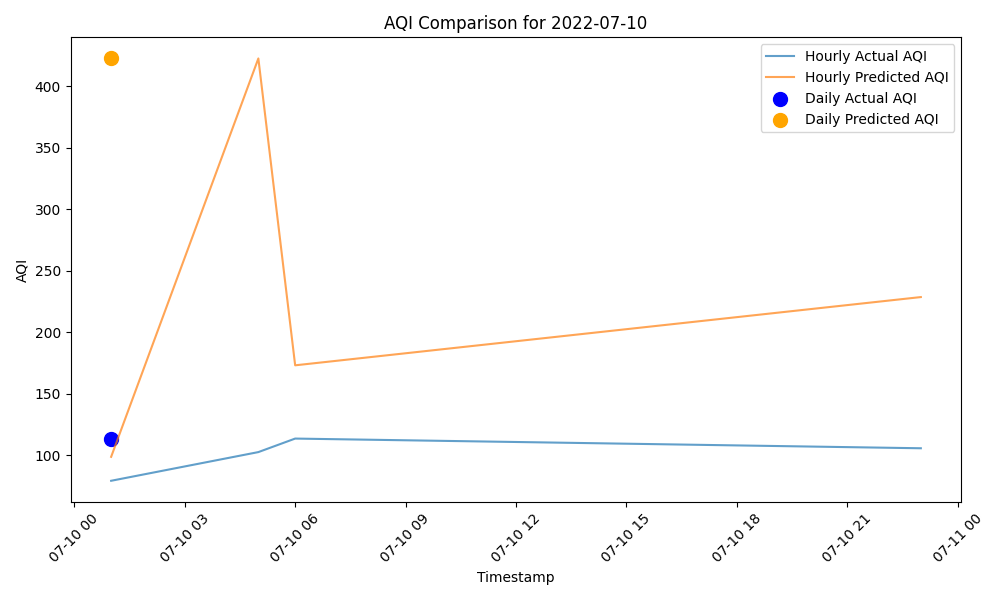 AQI Comparison for 2022-07-10
Hourly Actual AQI
Hourly Predicted AQI
Daily Actual AQI
Daily Predicted AQI
AQI
400
350
300
250
200
150
100
07-10 00
07-10 03
07-10 06
07-10 09
07-10 12
07-10 15
07-10 18
07-10 21
07-11 00
Timestamp